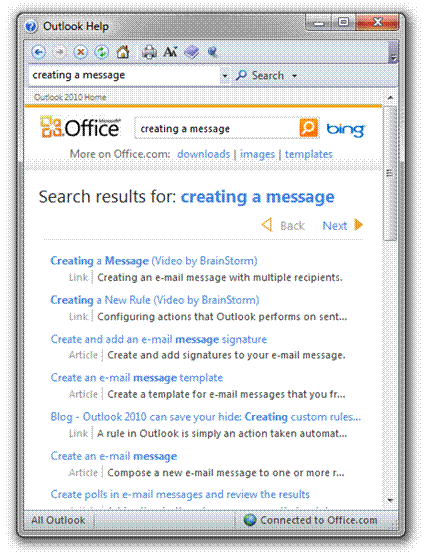 Outlook Help
creating a message Search
Outlook 2010 Home
Microsoft®
Office creating a message bing™
More on Office.com: downloads | images | templates
Search results for: creating a message
Back Next
Creating a Message (Video by BrainStorm)
Link | Creating an e-mail message with multiple recipients.
Creating a New Rule (Video by BrainStorm)
Link | Configuring actions that Outlook performs on sent...
Create and add an e-mail message signature
Article | Create and add signatures to your e-mail message.
Create an e-mail message template
Article | Create a template for e-mail messages that you fr...
Blog - Outlook 2010 can save your hide: Creating custom rules...
Link | A rule in Outlook is simply an action taken automat...
Create an e-mail message
Article | Compose a new e-mail message to one or more r...
Create polls in e-mail messages and review the results
All Outlook Connected to Office.com